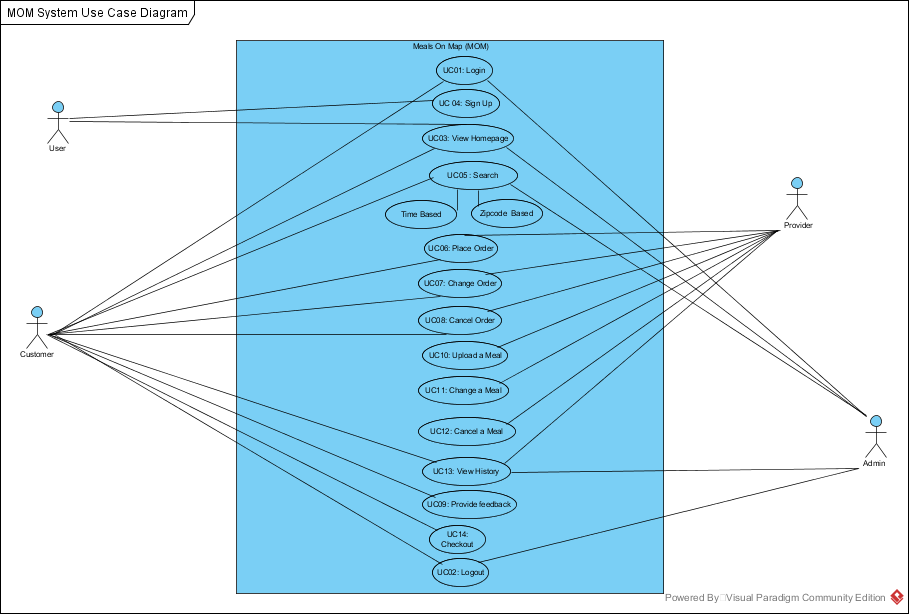 MOM System Use Case Diagram
Meals On Map (MOM)
UC01: Login
UC 04: Sign Up
User
UC03: View Homepage
UC05 : Search
Time Based
Zipcode Based
Provider
UC06: Place Order
UC07: Change Order
UC08: Cancel Order
Customer
UC10: Upload a Meal
UC11: Change a Meal
UC12: Cancel a Meal
Admin
UC13: View History
UC09: Provide feedback
UC14:
Checkout
UC02: Logout
Powered By Visual Paradigm Community Edition